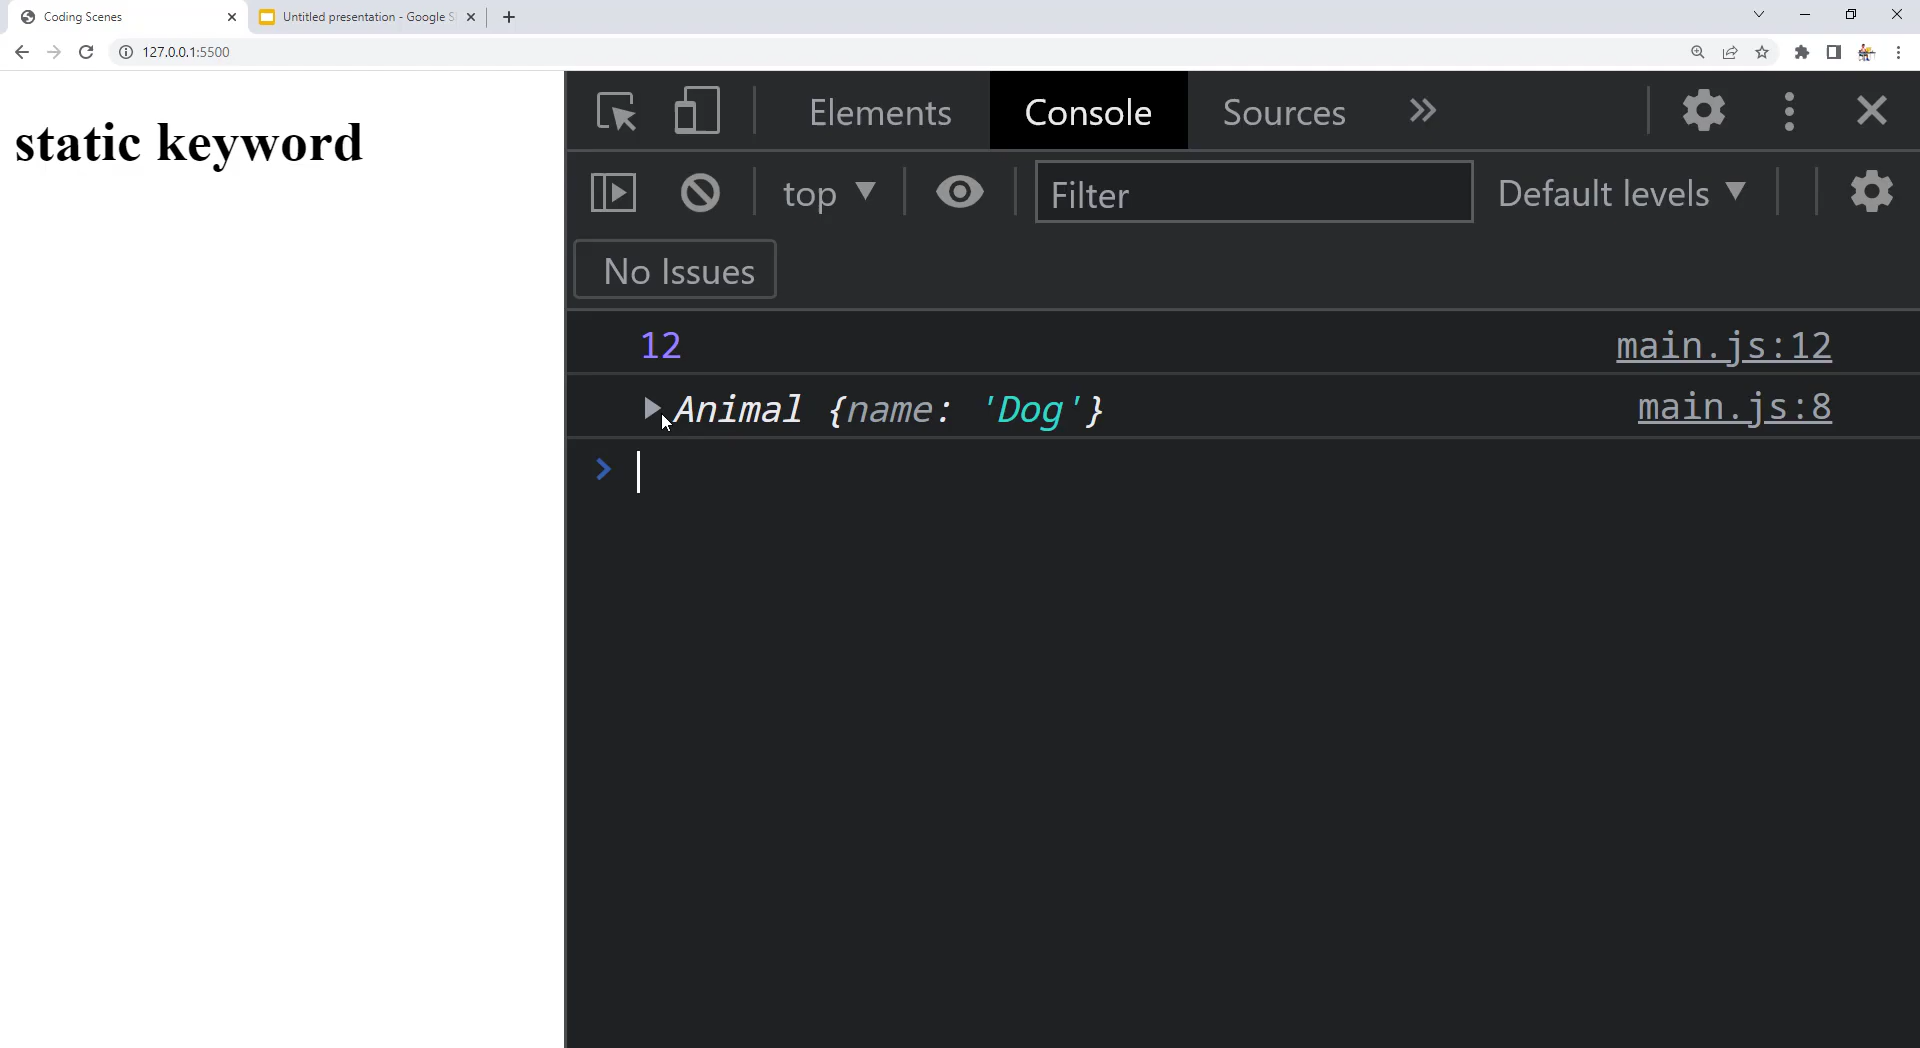 Coding Scenes
Untitled presentation - Google S
127.0.0.1:5500
static keyword
Elements
Console
Sources
top
Filter
Default levels
No Issues
12 main.js:12
Animal {name: 'Dog'} main.js:8